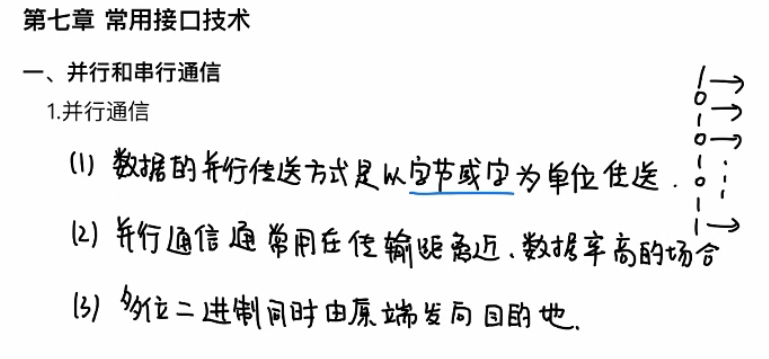 第七章 常用接口技术
一、并行和串行通信
1.并行通信
(1) 数据的并行传送方式是以字节或字为单位传送.
(2) 并行通信通常用在传输距离近、数据率高的场合
(3) 多位二进制同时由原端发向目的地.
1
0
1
0
1
0
1
1